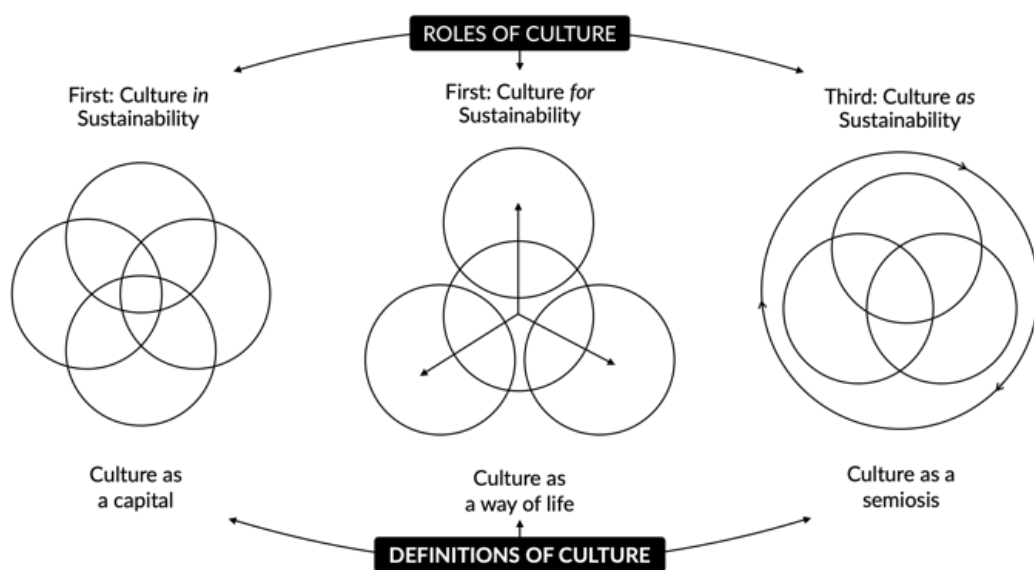 ROLES OF CULTURE
First: Culture in
Sustainability
First: Culture for
Sustainability
Third: Culture as
Sustainability
Culture as
a capital
Culture as
a way of life
Culture as a
semiosis
DEFINITIONS OF CULTURE